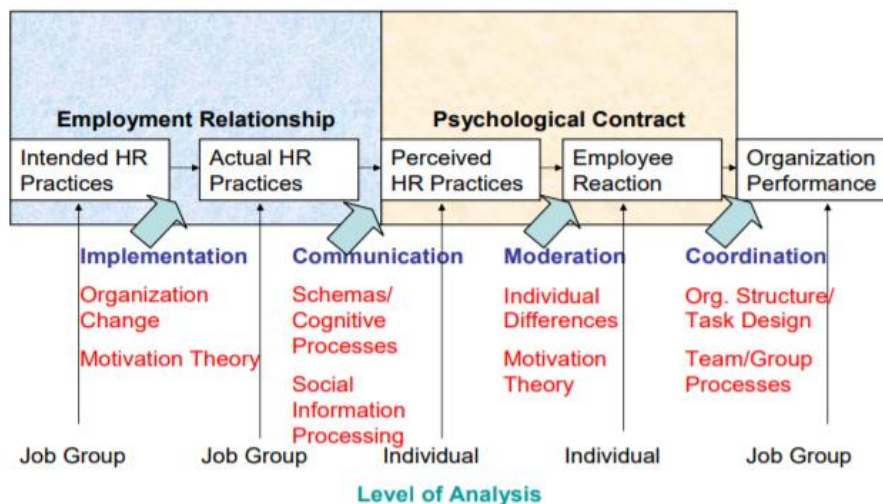 Employment Relationship
Psychological Contract
Intended HR
Practices
Actual HR
Practices
Perceived
HR Practices
Employee
Reaction
Organization
Performance
Implementation
Organization
Change
Motivation Theory
Communication
Schemas/
Cognitive
Processes
Social
Information
Processing
Moderation
Individual
Differences
Motivation
Theory
Coordination
Org. Structure/
Task Design
Team/Group
Processes
Job Group
Job Group
Individual
Individual
Job Group
Level of Analysis